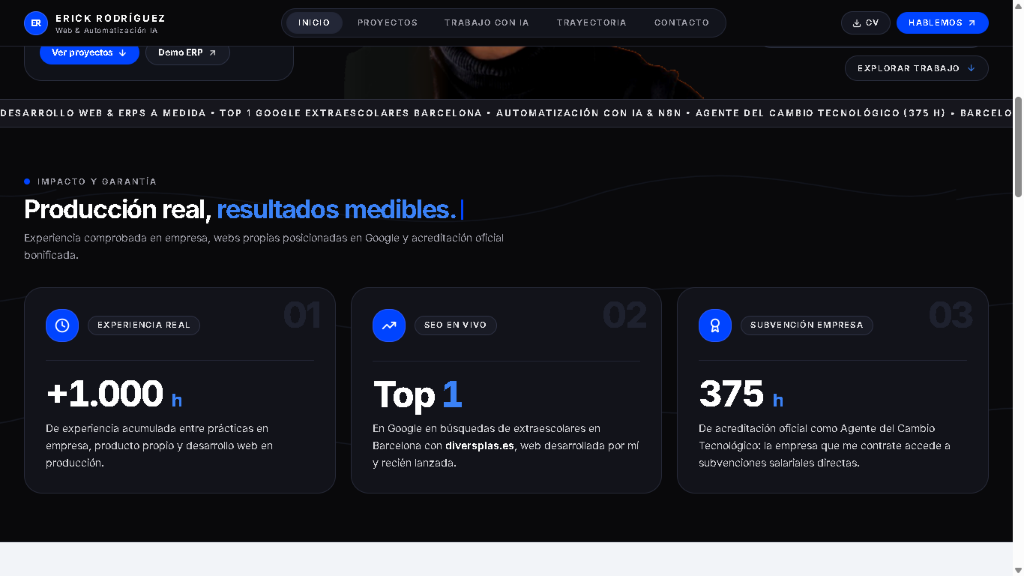 ER
ERICK RODRÍGUEZ
Web & Automatización IA
INICIO
PROYECTOS
TRABAJO CON IA
TRAYECTORIA
CONTACTO
CV
HABLEMOS
Ver proyectos
Demo ERP
EXPLORAR TRABAJO
DESARROLLO WEB & ERPS A MEDIDA • TOP 1 GOOGLE EXTRAESCOLARES BARCELONA • AUTOMATIZACIÓN CON IA & N8N • AGENTE DEL CAMBIO TECNOLÓGICO (375 H) • BARCELO
IMPACTO Y GARANTÍA
Producción real, resultados medibles.
Experiencia comprobada en empresa, webs propias posicionadas en Google y acreditación oficial
bonificada.
EXPERIENCIA REAL
01
+1.000 h
De experiencia acumulada entre prácticas en
empresa, producto propio y desarrollo web en
producción.
SEO EN VIVO
02
Top 1
En Google en búsquedas de extraescolares en
Barcelona con diversplas.es, web desarrollada por mí
y recién lanzada.
SUBVENCIÓN EMPRESA
03
375 h
De acreditación oficial como Agente del Cambio
Tecnológico: la empresa que me contrate accede a
subvenciones salariales directas.